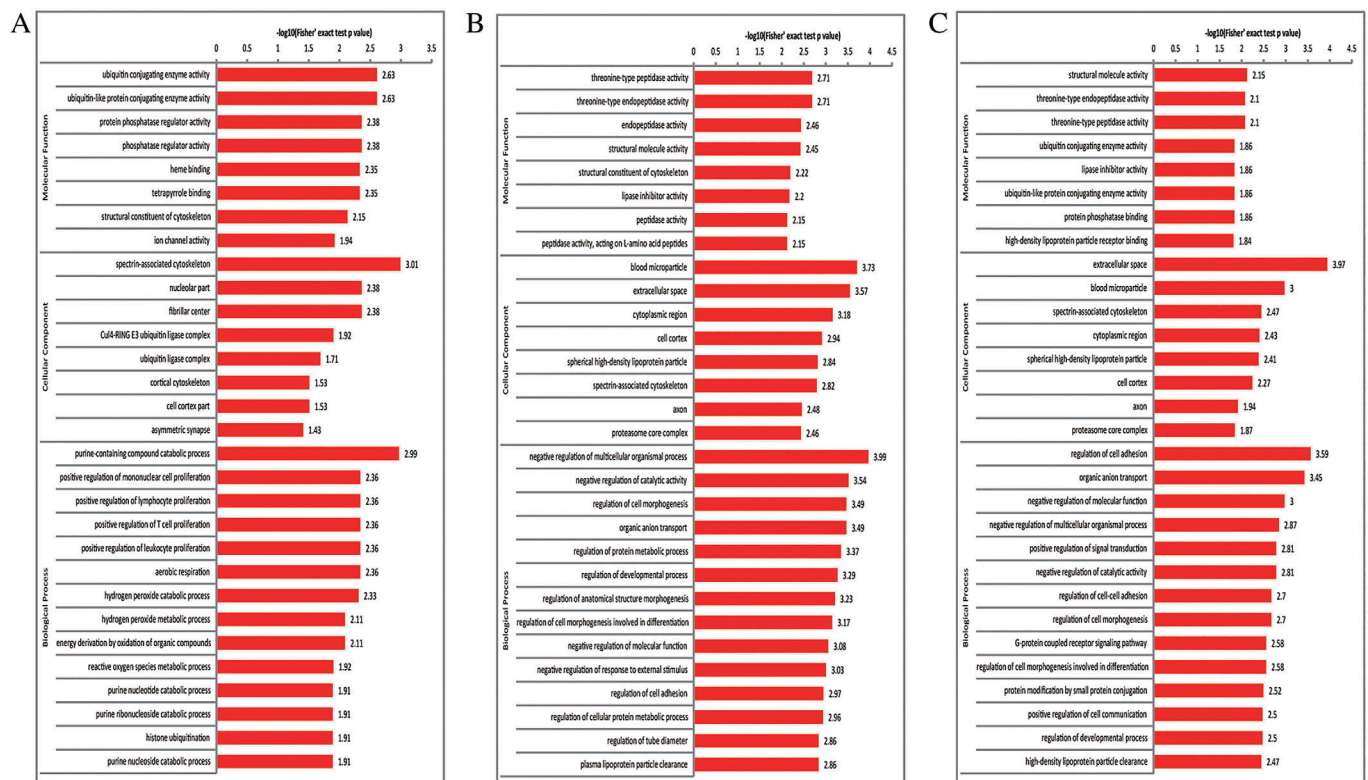 A
-log10(Fisher' exact test p value)
0 0.5 1 1.5 2 2.5 3 3.5
Molecular Function
ubiquitin conjugating enzyme activity 2.63
ubiquitin-like protein conjugating enzyme activity 2.63
protein phosphatase regulator activity 2.38
phosphatase regulator activity 2.38
heme binding 2.35
tetrapyrrole binding 2.35
structural constituent of cytoskeleton 2.15
ion channel activity 1.94
Cellular Component
spectrin-associated cytoskeleton 3.01
nucleolar part 2.38
fibrillar center 2.38
Cul4-RING E3 ubiquitin ligase complex 1.92
ubiquitin ligase complex 1.71
cortical cytoskeleton 1.53
cell cortex part 1.53
asymmetric synapse 1.43
Biological Process
purine-containing compound catabolic process 2.99
positive regulation of mononuclear cell proliferation 2.36
positive regulation of lymphocyte proliferation 2.36
positive regulation of T cell proliferation 2.36
positive regulation of leukocyte proliferation 2.36
aerobic respiration 2.36
hydrogen peroxide catabolic process 2.33
hydrogen peroxide metabolic process 2.11
energy derivation by oxidation of organic compounds 2.11
reactive oxygen species metabolic process 1.92
purine nucleotide catabolic process 1.91
purine ribonucleoside catabolic process 1.91
histone ubiquitination 1.91
purine nucleoside catabolic process 1.91
B
-log10(Fisher' exact test p value)
0 0.5 1 1.5 2 2.5 3 3.5 4 4.5
Molecular Function
threonine-type peptidase activity 2.71
threonine-type endopeptidase activity 2.71
endopeptidase activity 2.46
structural molecule activity 2.45
structural constituent of cytoskeleton 2.22
lipase inhibitor activity 2.2
peptidase activity 2.15
peptidase activity, acting on L-amino acid peptides 2.15
Cellular Component
blood microparticle 3.73
extracellular space 3.57
cytoplasmic region 3.18
cell cortex 2.94
spherical high-density lipoprotein particle 2.84
spectrin-associated cytoskeleton 2.82
axon 2.48
proteasome core complex 2.46
Biological Process
negative regulation of multicellular organismal process 3.99
negative regulation of catalytic activity 3.54
regulation of cell morphogenesis 3.49
organic anion transport 3.49
regulation of protein metabolic process 3.37
regulation of developmental process 3.29
regulation of anatomical structure morphogenesis 3.23
regulation of cell morphogenesis involved in differentiation 3.17
negative regulation of molecular function 3.08
negative regulation of response to external stimulus 3.03
regulation of cell adhesion 2.97
regulation of cellular protein metabolic process 2.96
regulation of tube diameter 2.86
plasma lipoprotein particle clearance 2.86
C
-log10(Fisher' exact test p value)
0 0.5 1 1.5 2 2.5 3 3.5 4 4.5
Molecular Function
structural molecule activity 2.15
threonine-type endopeptidase activity 2.1
threonine-type peptidase activity 2.1
ubiquitin conjugating enzyme activity 1.86
lipase inhibitor activity 1.86
ubiquitin-like protein conjugating enzyme activity 1.86
protein phosphatase binding 1.86
high-density lipoprotein particle receptor binding 1.84
Cellular Component
extracellular space 3.97
blood microparticle 3
spectrin-associated cytoskeleton 2.47
cytoplasmic region 2.43
spherical high-density lipoprotein particle 2.41
cell cortex 2.27
axon 1.94
proteasome core complex 1.87
Biological Process
regulation of cell adhesion 3.59
organic anion transport 3.45
negative regulation of molecular function 3
negative regulation of multicellular organismal process 2.87
positive regulation of signal transduction 2.81
negative regulation of catalytic activity 2.81
regulation of cell-cell adhesion 2.7
regulation of cell morphogenesis 2.7
G-protein coupled receptor signaling pathway 2.58
regulation of cell morphogenesis involved in differentiation 2.58
protein modification by small protein conjugation 2.52
positive regulation of cell communication 2.5
regulation of developmental process 2.5
high-density lipoprotein particle clearance 2.47